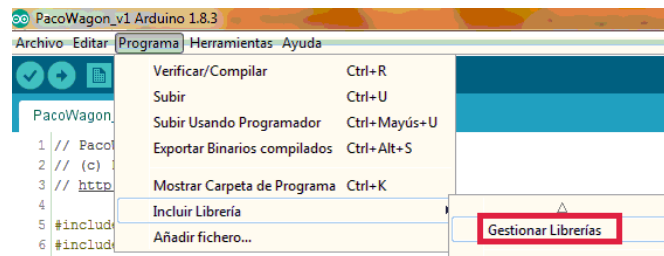 PacoWagon_v1 Arduino 1.8.3
Archivo Editar Programa Herramientas Ayuda
Verificar/Compilar Ctrl+R
Subir Ctrl+U
Subir Usando Programador Ctrl+Mayús+U
Exportar Binarios compilados Ctrl+Alt+S
Mostrar Carpeta de Programa Ctrl+K
Incluir Librería
Gestionar Librerías
Añadir fichero...
PacoWagon_
1 // Paco
2 // (c)
3 // http
4
5 #include
6 #include